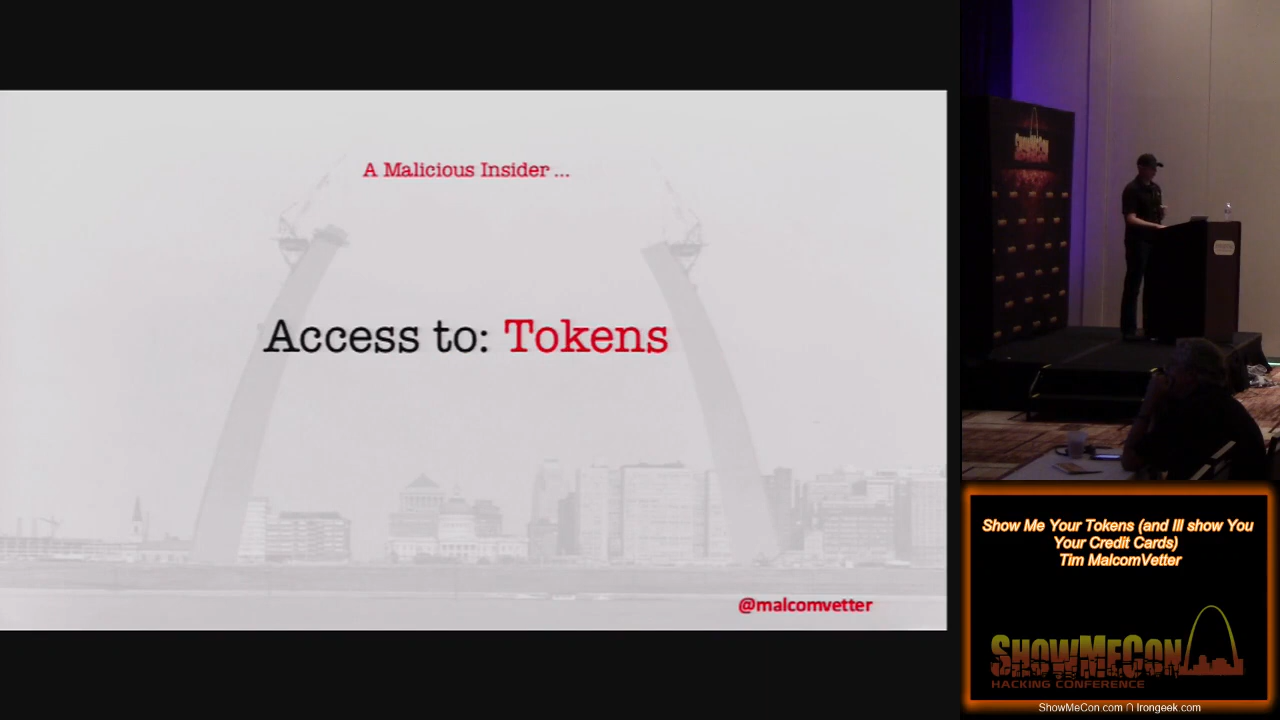 A Malicious Insider ...
Access to: Tokens
@malcomvetter
SHOWMECON
Show Me Your Tokens (and Ill show You
Your Credit Cards)
Tim MalcomVetter
SHOWMECON
HACKING CONFERENCE
ShowMeCon.com ∩ Irongeek.com